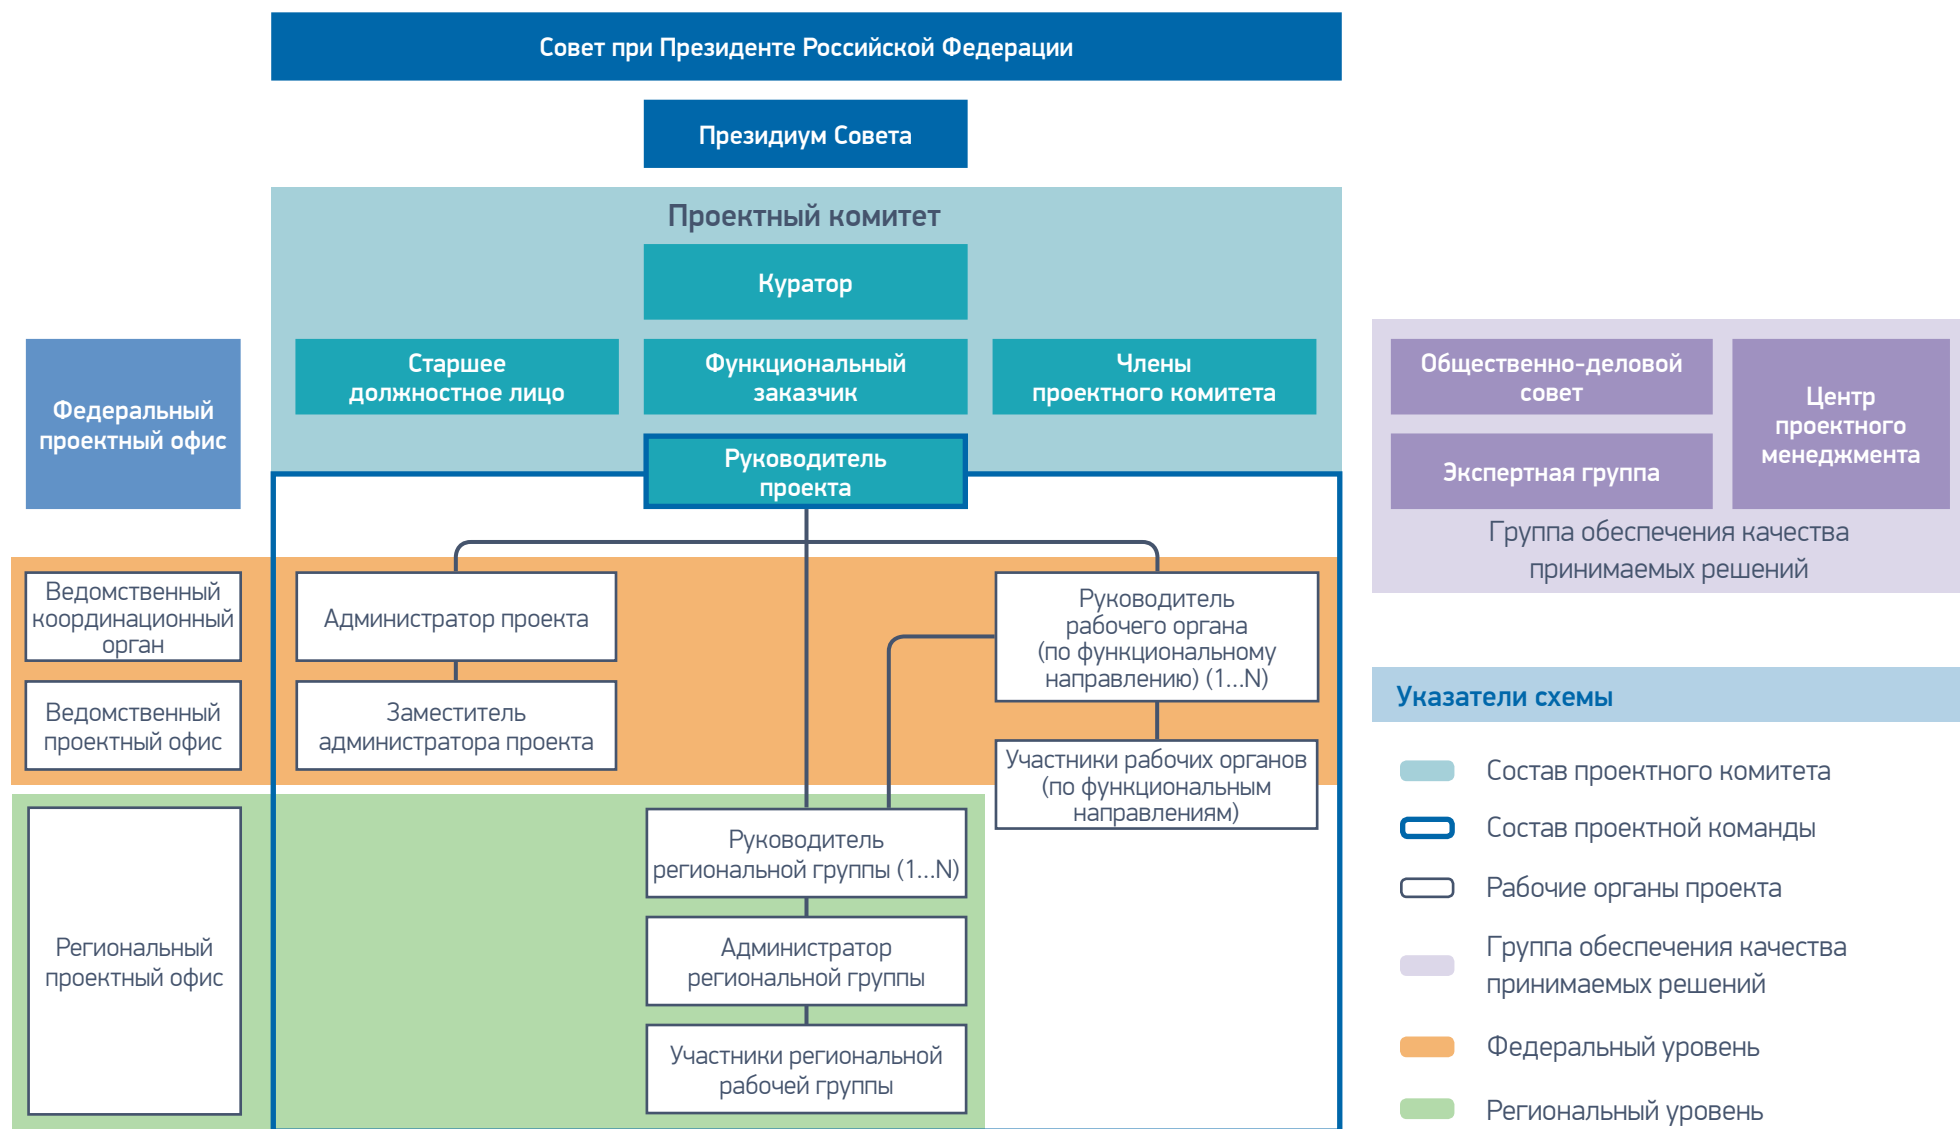 Совет при Президенте Российской Федерации
Президиум Совета
Проектный комитет
Куратор
Старшее
должностное лицо
Функциональный
заказчик
Члены
проектного комитета
Руководитель
проекта
Федеральный
проектный офис
Общественно-деловой
совет
Экспертная группа
Центр
проектного
менеджмента
Группа обеспечения качества
принимаемых решений
Ведомственный
координационный
орган
Ведомственный
проектный офис
Администратор проекта
Заместитель
администратора проекта
Руководитель
рабочего органа
(по функциональному
направлению) (1...N)
Участники рабочих органов
(по функциональным
направлениям)
Региональный
проектный офис
Руководитель
региональной группы (1...N)
Администратор
региональной группы
Участники региональной
рабочей группы
Указатели схемы
Состав проектного комитета
Состав проектной команды
Рабочие органы проекта
Группа обеспечения качества
принимаемых решений
Федеральный уровень
Региональный уровень